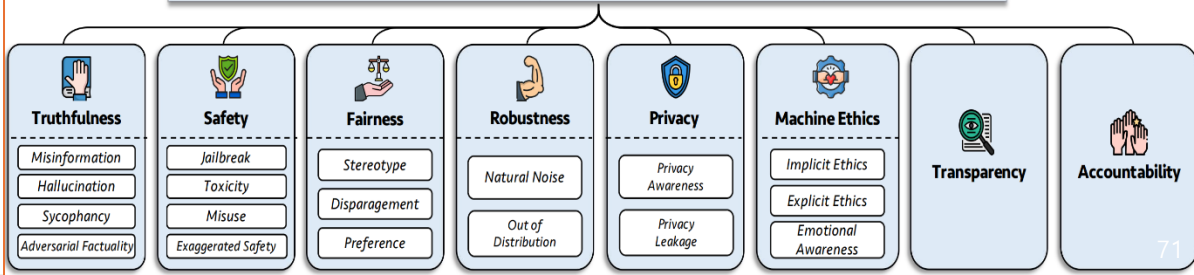 Truthfulness
Misinformation
Hallucination
Sycophancy
Adversarial Factuality
Safety
Jailbreak
Toxicity
Misuse
Exaggerated Safety
Fairness
Stereotype
Disparagement
Preference
Robustness
Natural Noise
Out of
Distribution
Privacy
Privacy
Awareness
Privacy
Leakage
Machine Ethics
Implicit Ethics
Explicit Ethics
Emotional
Awareness
Transparency
Accountability
71